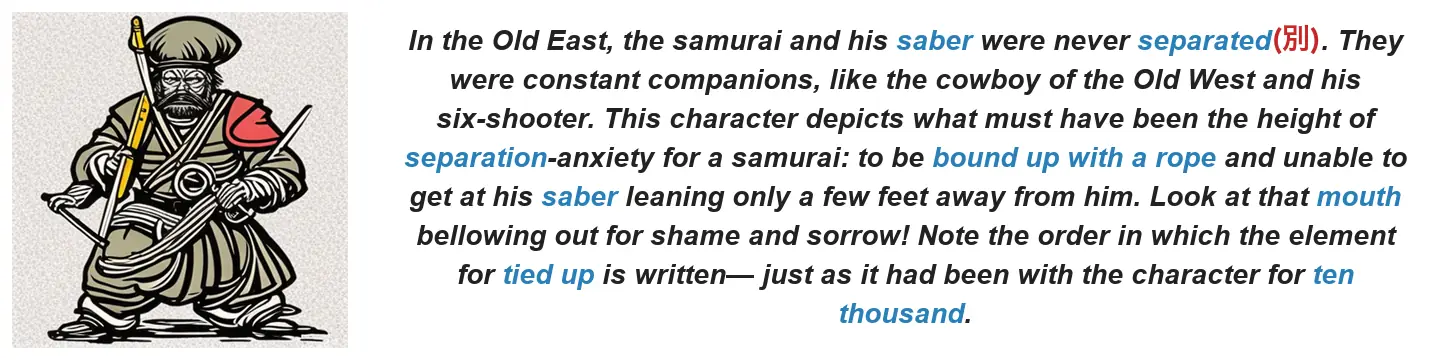 In the Old East, the samurai and his saber were never separated(別). They
were constant companions, like the cowboy of the Old West and his
six-shooter. This character depicts what must have been the height of
separation-anxiety for a samurai: to be bound up with a rope and unable to
get at his saber leaning only a few feet away from him. Look at that mouth
bellowing out for shame and sorrow! Note the order in which the element
for tied up is written— just as it had been with the character for ten
thousand.